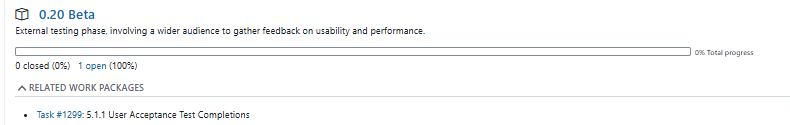 0.20 Beta
External testing phase, involving a wider audience to gather feedback on usability and performance.
0% Total progress
0 closed (0%) 1 open (100%)
RELATED WORK PACKAGES
Task #1299: 5.1.1 User Acceptance Test Completions